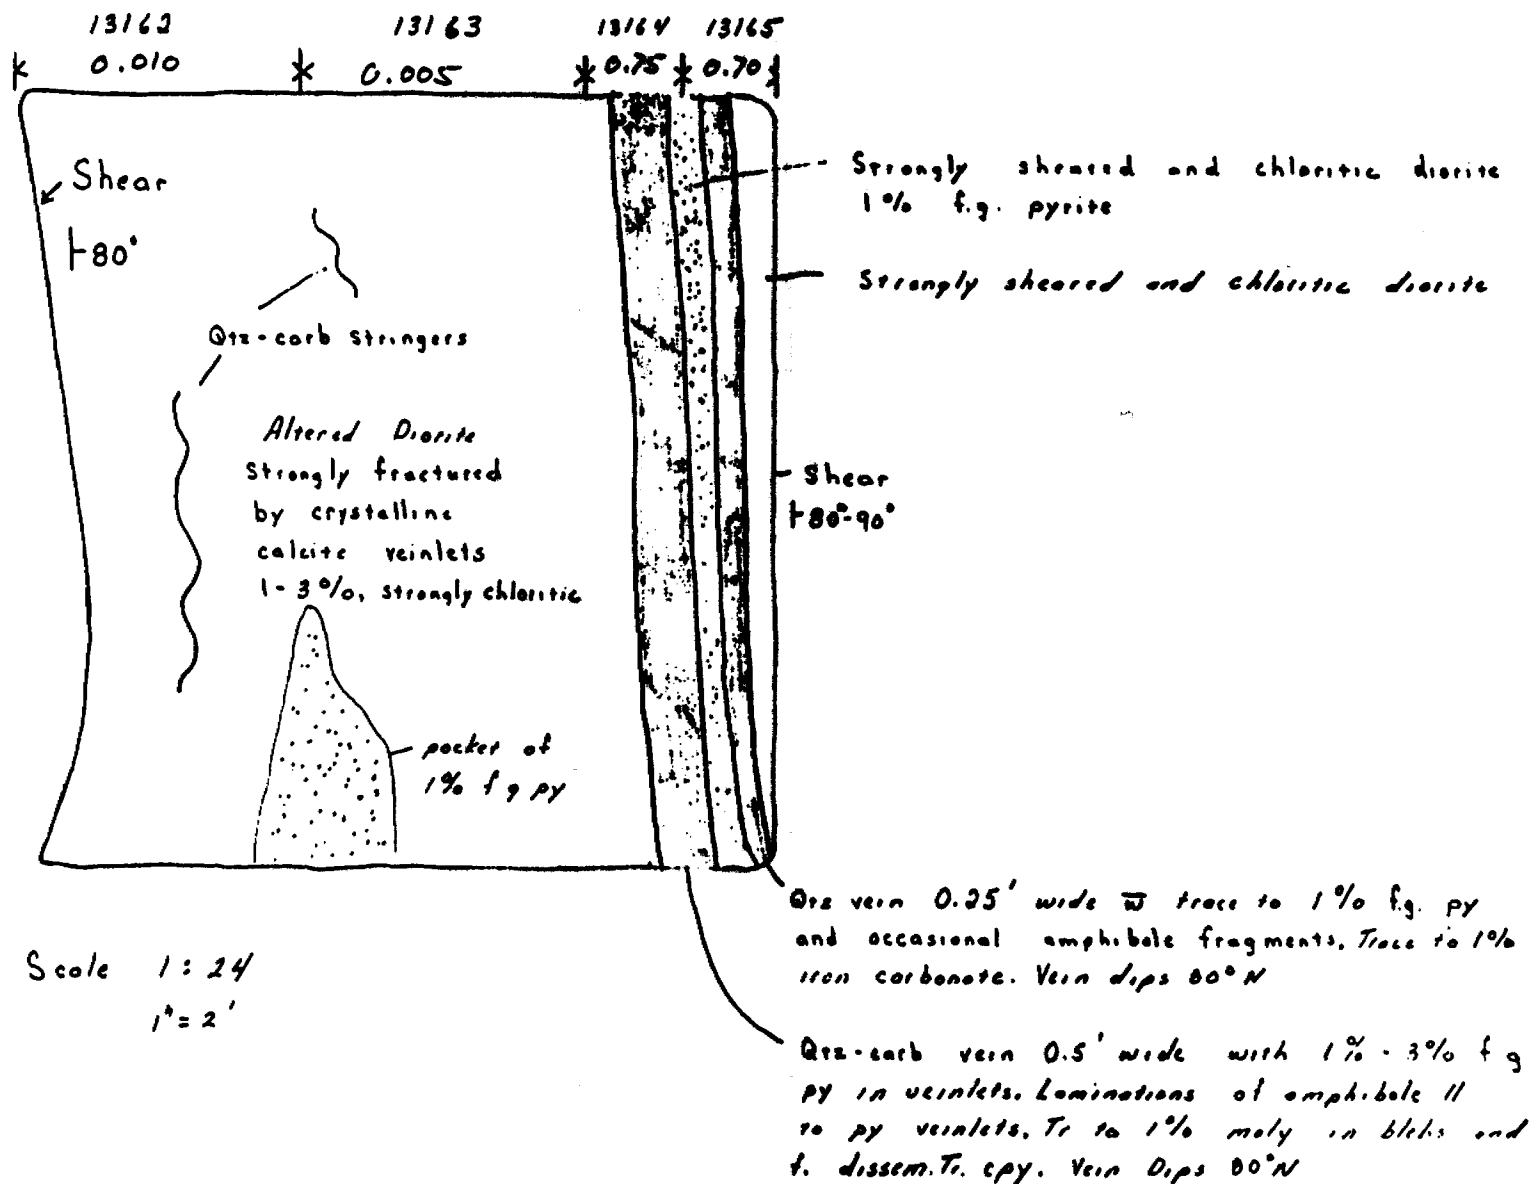 13162 13163 13164 13165
0.010 0.005 0.75 0.70
Shear
80°
Qtz-carb stringers
Altered Diorite
Strongly fractured
by crystalline
calcite veinlets
1-3%, strongly chloritic
pocket of
1% f g py
Strongly sheared and chloritic diorite
1% f.g. pyrite
Strongly sheared and chloritic diorite
Shear
80°-90°
Qtz vein 0.25' wide w̅ trace to 1% f.g. py
and occasional amphibole fragments. Trace to 1%
iron carbonate. Vein dips 80°N
Qtz-carb vein 0.5' wide with 1% - 3% f g
py in veinlets. Laminations of amphibole //
to py veinlets. Tr to 1% moly in blebs and
f. dissem. Tr. cpy. Vein Dips 80°N
Scale 1:24
1"=2'